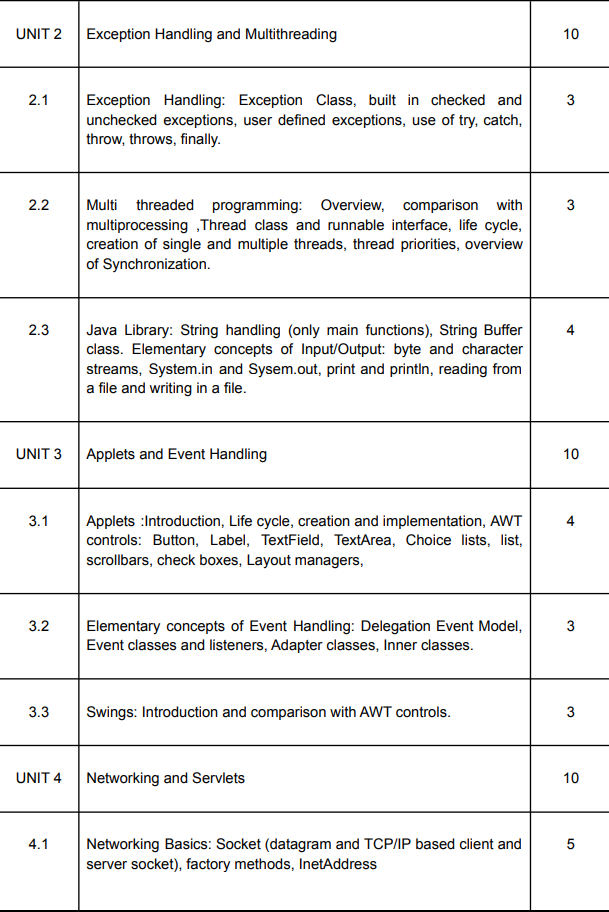 UNIT 2 Exception Handling and Multithreading 10
2.1 Exception Handling: Exception Class, built in checked and 3
unchecked exceptions, user defined exceptions, use of try, catch,
throw, throws, finally.
2.2 Multi threaded programming: Overview, comparison with 3
multiprocessing ,Thread class and runnable interface, life cycle,
creation of single and multiple threads, thread priorities, overview
of Synchronization.
2.3 Java Library: String handling (only main functions), String Buffer 4
class. Elementary concepts of Input/Output: byte and character
streams, System.in and Sysem.out, print and println, reading from
a file and writing in a file.
UNIT 3 Applets and Event Handling 10
3.1 Applets :Introduction, Life cycle, creation and implementation, AWT 4
controls: Button, Label, TextField, TextArea, Choice lists, list,
scrollbars, check boxes, Layout managers,
3.2 Elementary concepts of Event Handling: Delegation Event Model, 3
Event classes and listeners, Adapter classes, Inner classes.
3.3 Swings: Introduction and comparison with AWT controls. 3
UNIT 4 Networking and Servlets 10
4.1 Networking Basics: Socket (datagram and TCP/IP based client and 5
server socket), factory methods, InetAddress